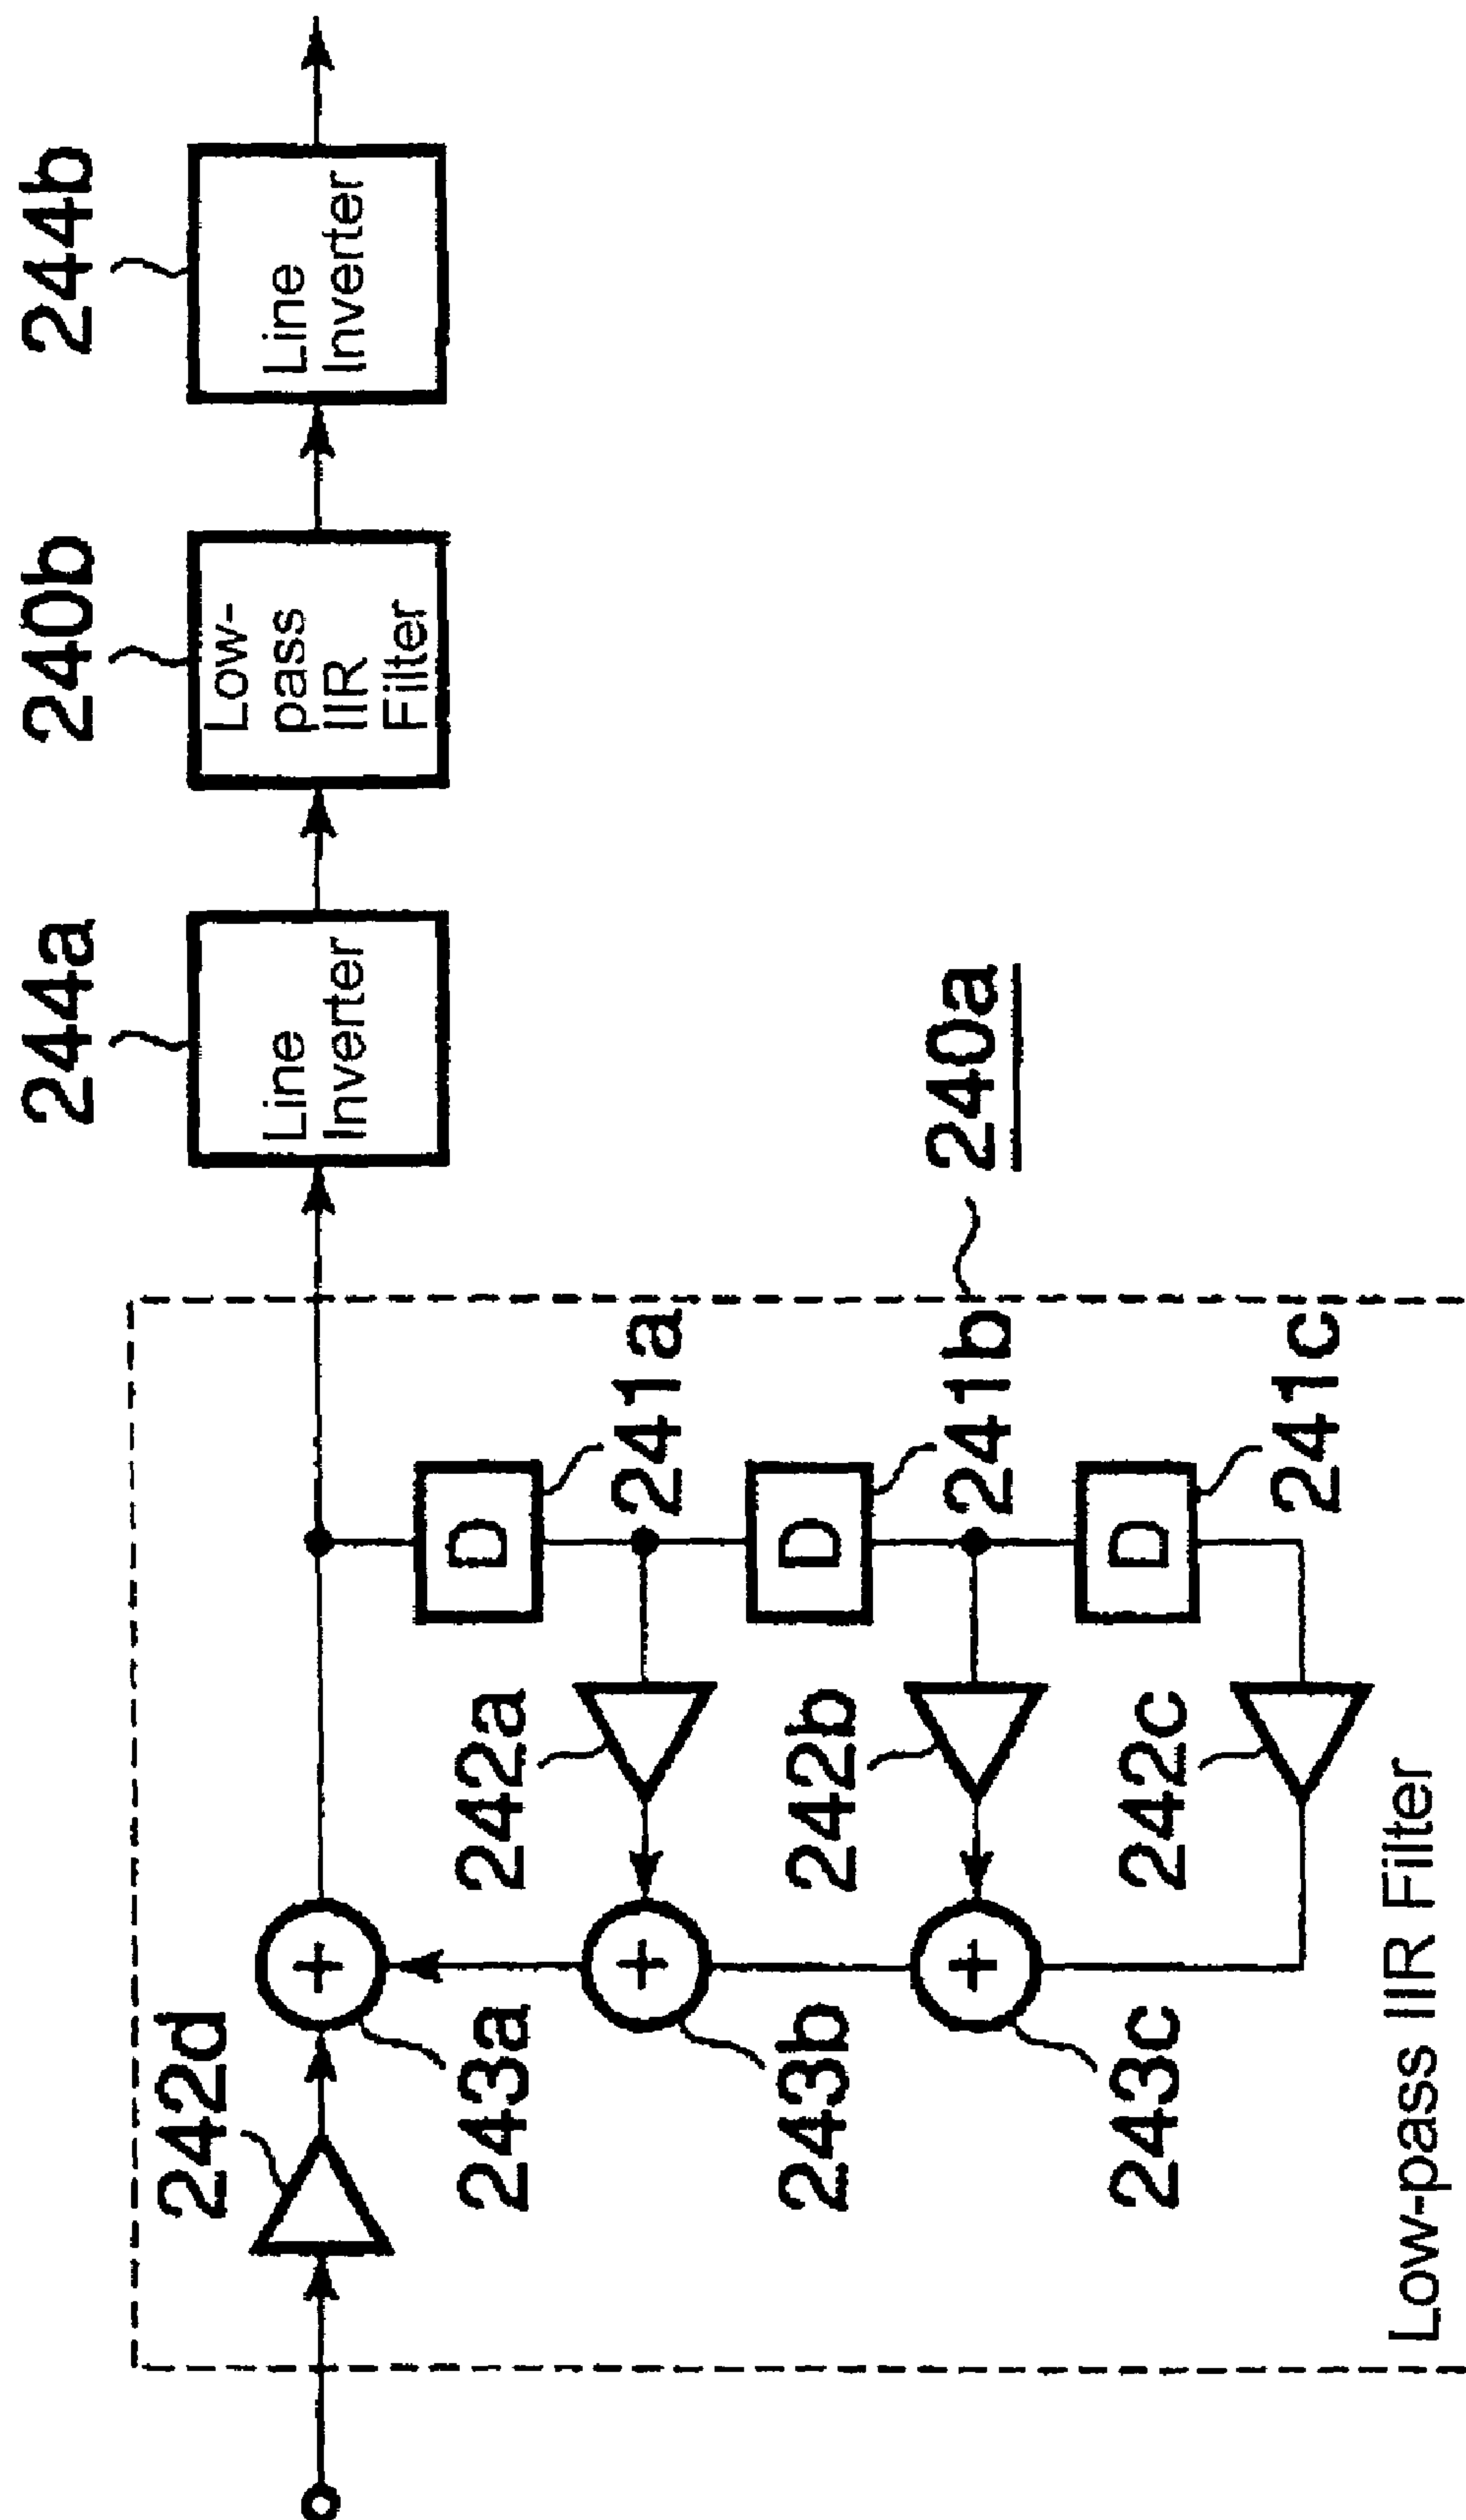 244a
240b
244b
Line
Inverter
Low-
pass
IIR
Filter
Line
Inverter
242d
+
243a
242a
D
241a
240a
+
243b
242b
D
241b
+
243c
242c
D
241c
Low-pass IIR Filter